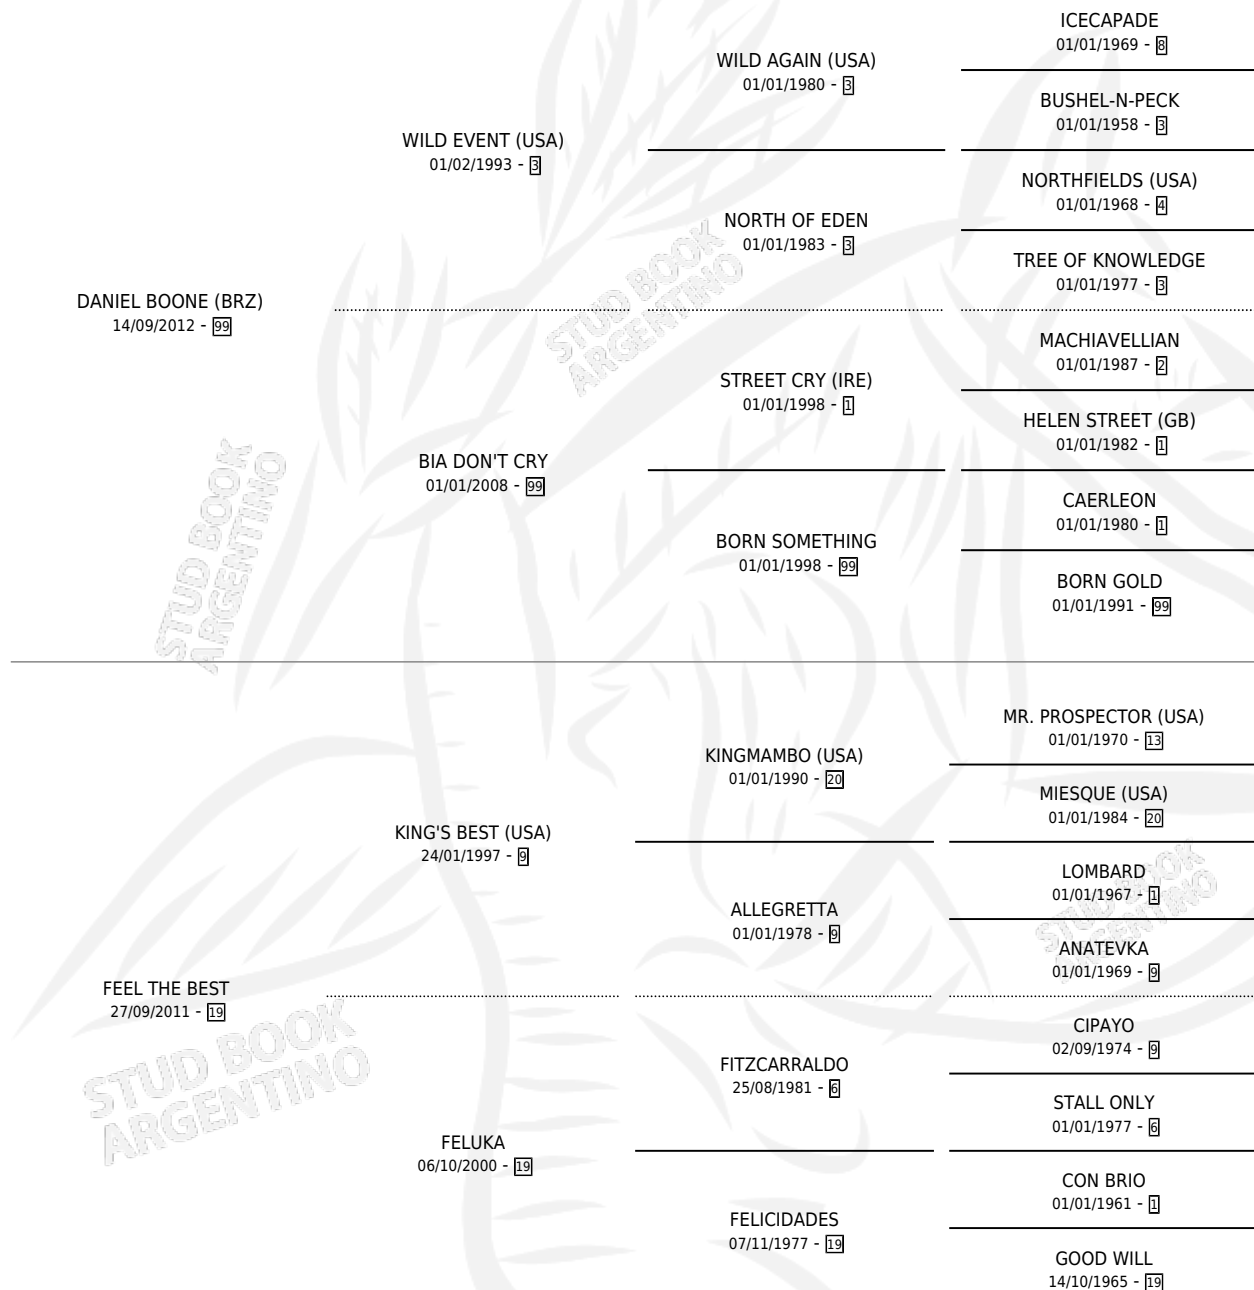 ICECAPADE
01/01/1969 - 8
WILD AGAIN (USA)
01/01/1980 - 3
BUSHEL-N-PECK
01/01/1958 - 3
WILD EVENT (USA)
01/02/1993 - 3
NORTHFIELDS (USA)
01/01/1968 - 4
NORTH OF EDEN
01/01/1983 - 3
TREE OF KNOWLEDGE
01/01/1977 - 3
DANIEL BOONE (BRZ)
14/09/2012 - 99
STUD BOOK
ARGENTINO
MACHIAVELLIAN
01/01/1987 - 2
STREET CRY (IRE)
01/01/1998 - 1
HELEN STREET (GB)
01/01/1982 - 1
BIA DON'T CRY
01/01/2008 - 99
CAERLEON
01/01/1980 - 1
BORN SOMETHING
01/01/1998 - 99
BORN GOLD
01/01/1991 - 99
STUD BOOK
ARGENTINO
MR. PROSPECTOR (USA)
01/01/1970 - 13
KINGMAMBO (USA)
01/01/1990 - 20
MIESQUE (USA)
01/01/1984 - 20
KING'S BEST (USA)
24/01/1997 - 9
LOMBARD
01/01/1967 - 1
ALLEGRETTA
01/01/1978 - 9
ANATEVKA
01/01/1969 - 9
STUD BOOK
ARGENTINO
FEEL THE BEST
27/09/2011 - 19
CIPAYO
02/09/1974 - 9
FITZCARRALDO
25/08/1981 - 6
STALL ONLY
01/01/1977 - 6
STUD BOOK
ARGENTINO
FELUKA
06/10/2000 - 19
CON BRIO
01/01/1961 - 1
FELICIDADES
07/11/1977 - 19
GOOD WILL
14/10/1965 - 19